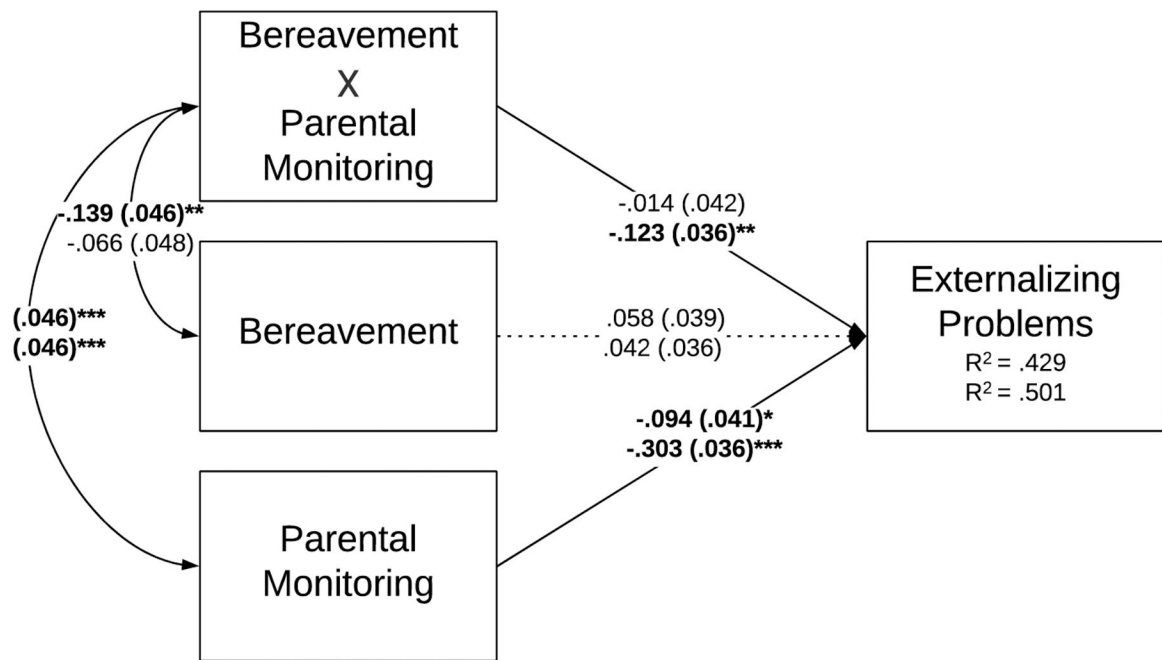 Bereavement
X
Parental
Monitoring
-.139 (.046)**
-.066 (.048)
(.046)***
(.046)***
Bereavement
Parental
Monitoring
-.014 (.042)
-.123 (.036)**
.058 (.039)
.042 (.036)
-.094 (.041)*
-.303 (.036)***
Externalizing
Problems
R² = .429
R² = .501